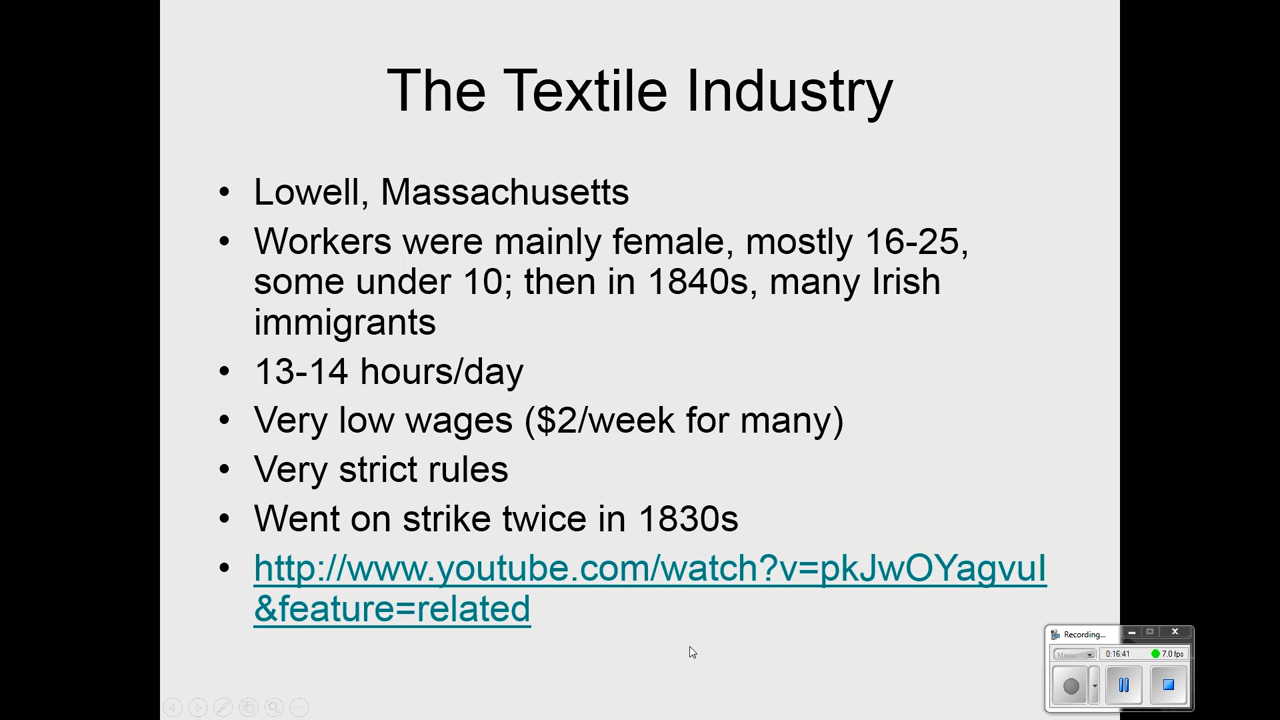 The Textile Industry
• Lowell, Massachusetts
• Workers were mainly female, mostly 16-25,
some under 10; then in 1840s, many Irish
immigrants
• 13-14 hours/day
• Very low wages ($2/week for many)
• Very strict rules
• Went on strike twice in 1830s
• http://www.youtube.com/watch?v=pkJwOYagvuI
&feature=related
Recording...
0:16:41 7.0 fps